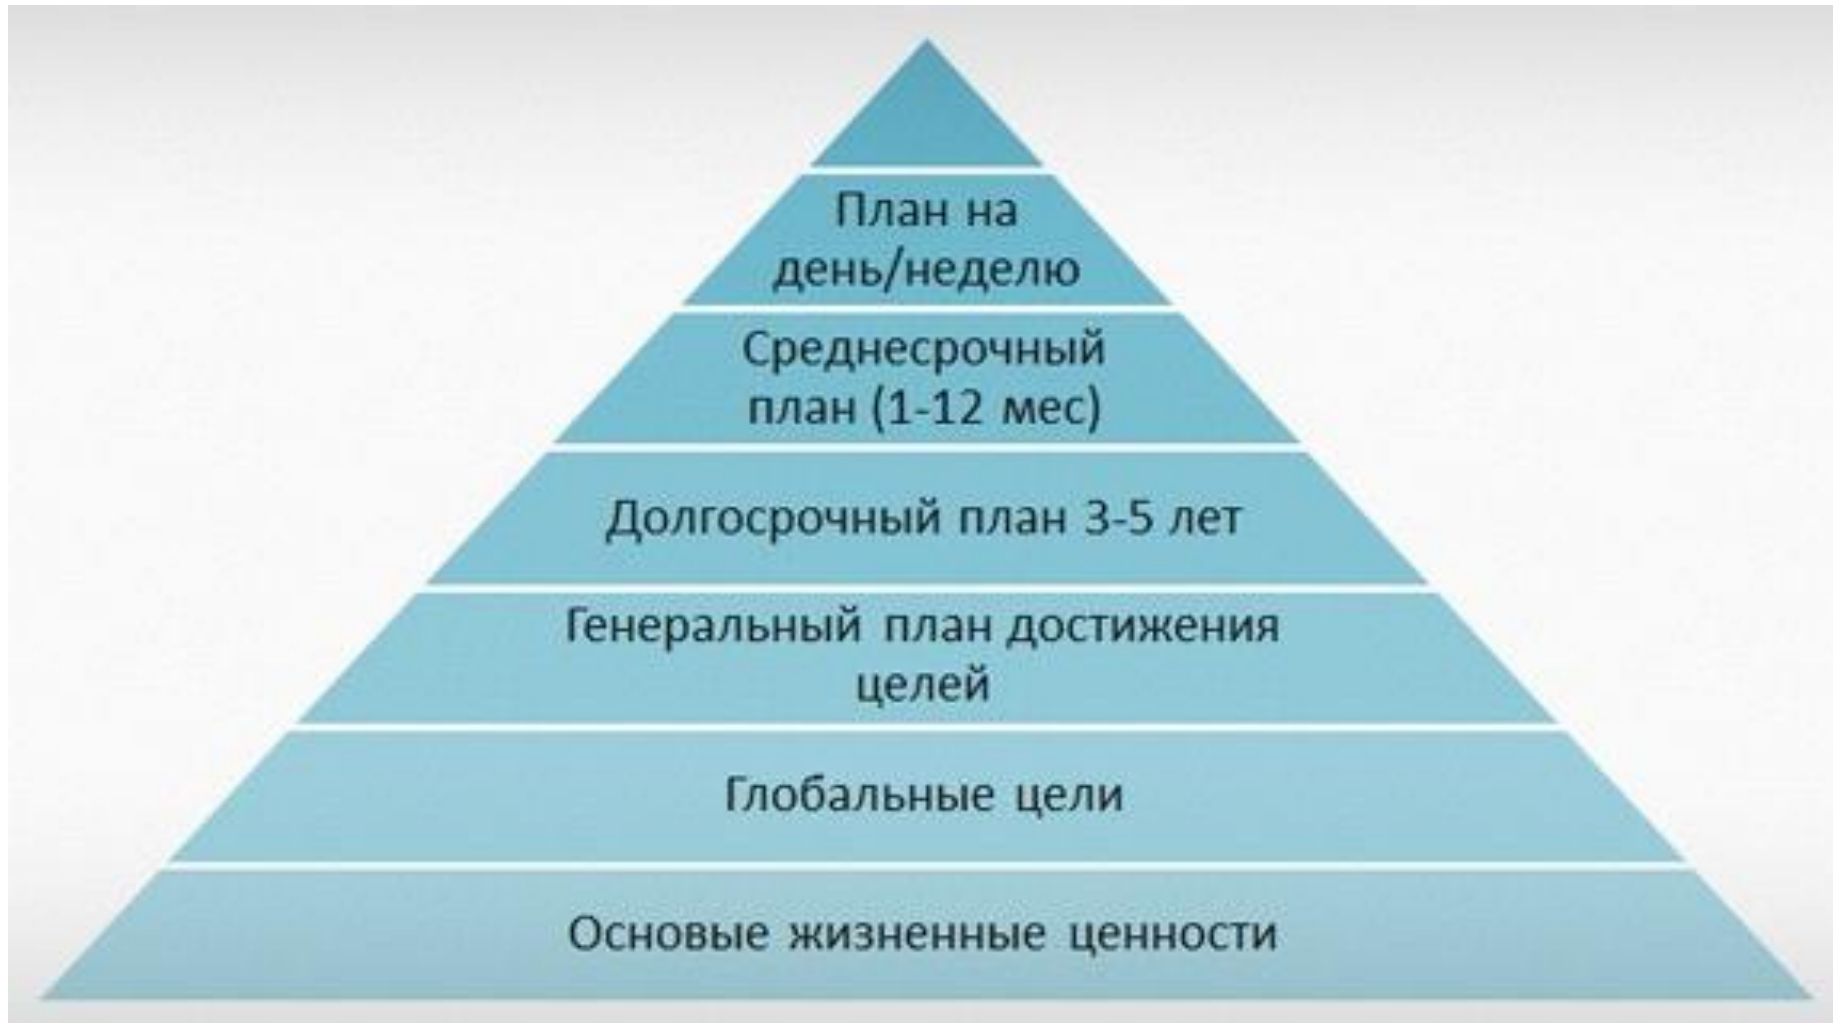 План на
день/неделю
Среднесрочный
план (1-12 мес)
Долгосрочный план 3-5 лет
Генеральный план достижения
целей
Глобальные цели
Основые жизненные ценности